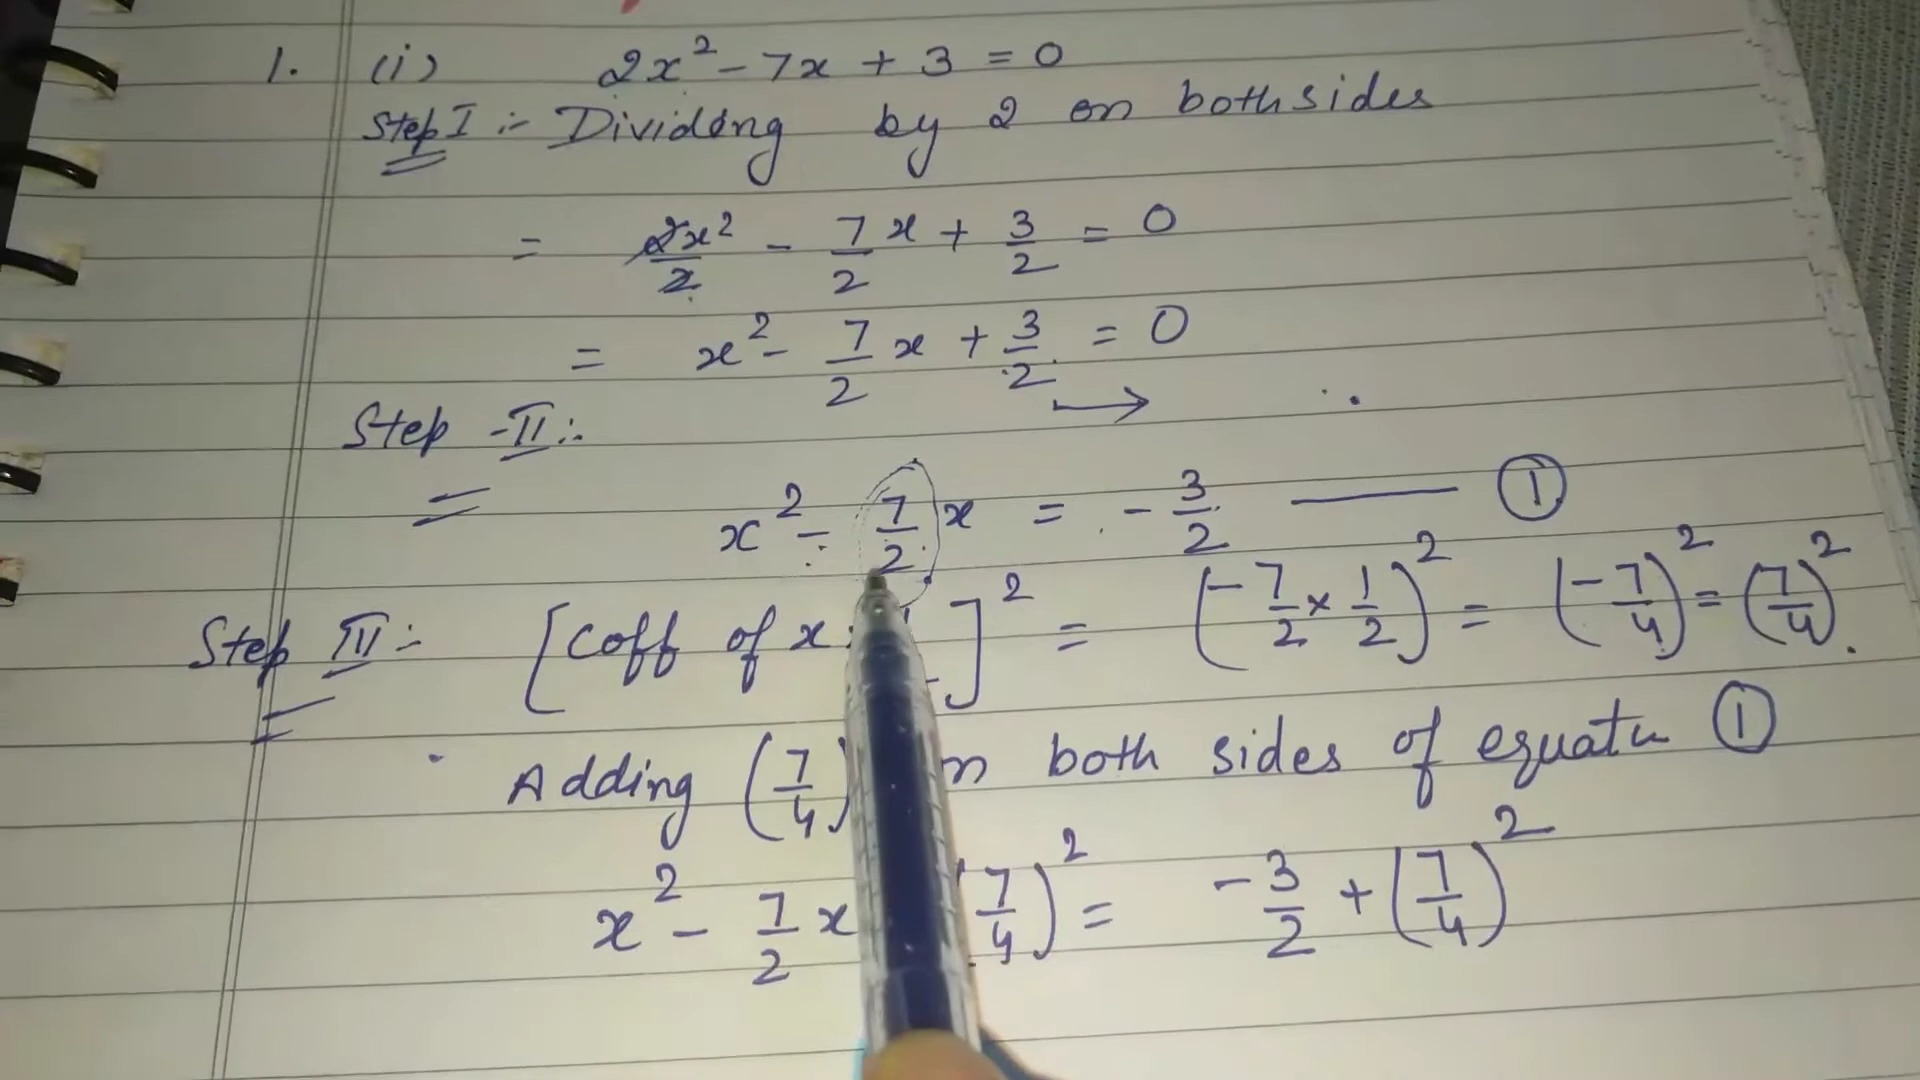 1. (i) 2x² - 7x + 3 = 0
Step I :- Dividing by 2 on both sides
= 2x²/2 - 7/2 x + 3/2 = 0
= x² - 7/2 x + 3/2 = 0
Step -II :-
x² - 7/2 x = - 3/2 —— ①
Step III :- [Coff of x ]² = (-7/2 × 1/2)² = (-7/4)² = (7/4)²
Adding (7/4) both sides of equatn ①
x² - 7/2 x (7/4)² = -3/2 + (7/4)²